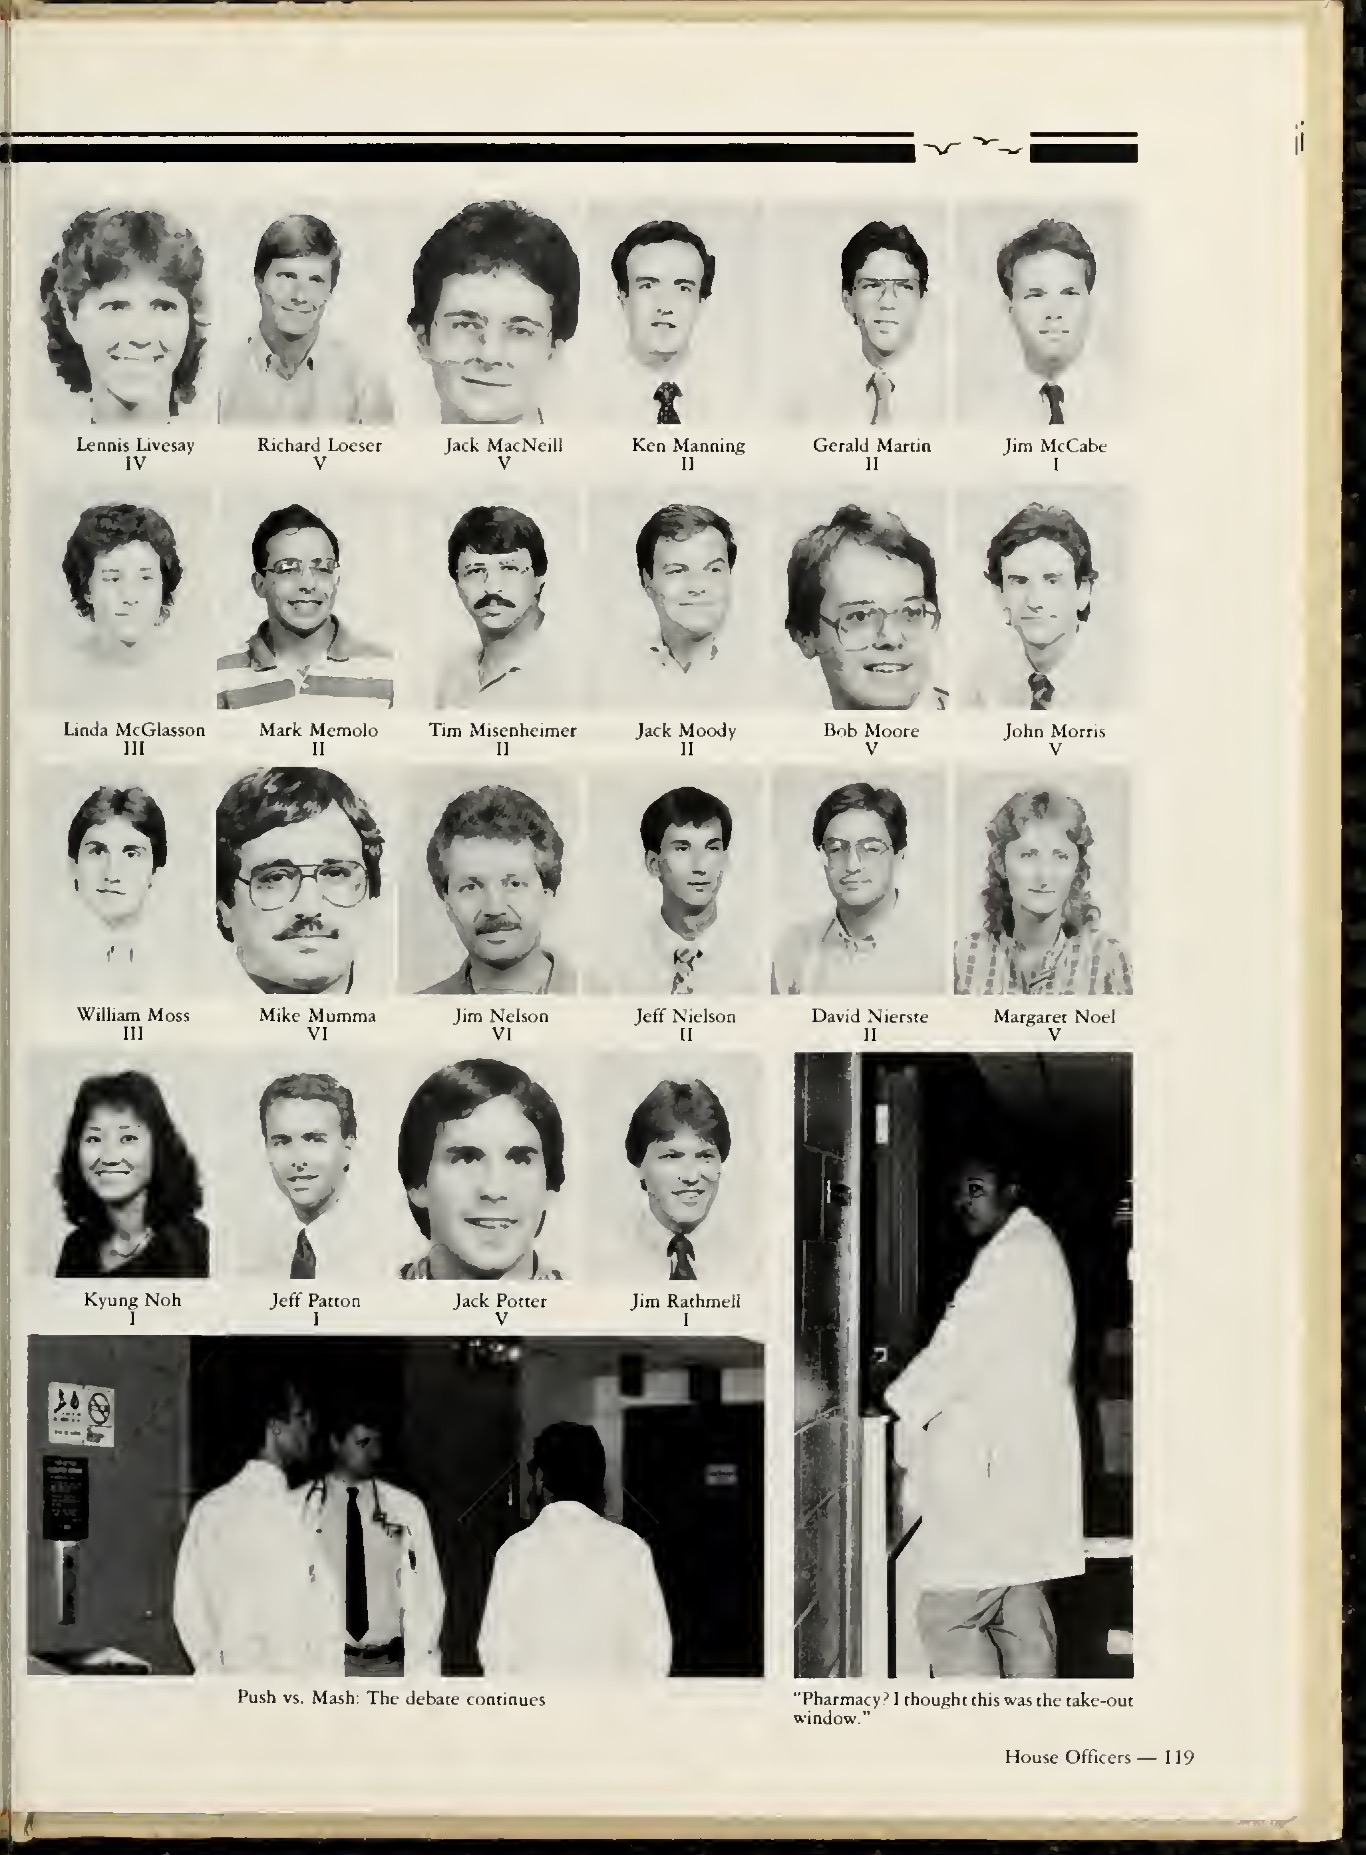 Lennis Livesay
IV
Richard Loeser
V
Jack MacNeill
V
Ken Manning
II
Gerald Martin
II
Jim McCabe
I
Linda McGlasson
III
Mark Memolo
II
Tim Misenheimer
II
Jack Moody
II
Bob Moore
V
John Morris
V
William Moss
III
Mike Mumma
VI
Jim Nelson
VI
Jeff Nielson
II
David Nierste
II
Margaret Noel
V
Kyung Noh
I
Jeff Patton
I
Jack Potter
V
Jim Rathmell
I
Push vs. Mash: The debate continues
"Pharmacy? I thought this was the take-out
window."
House Officers — 119